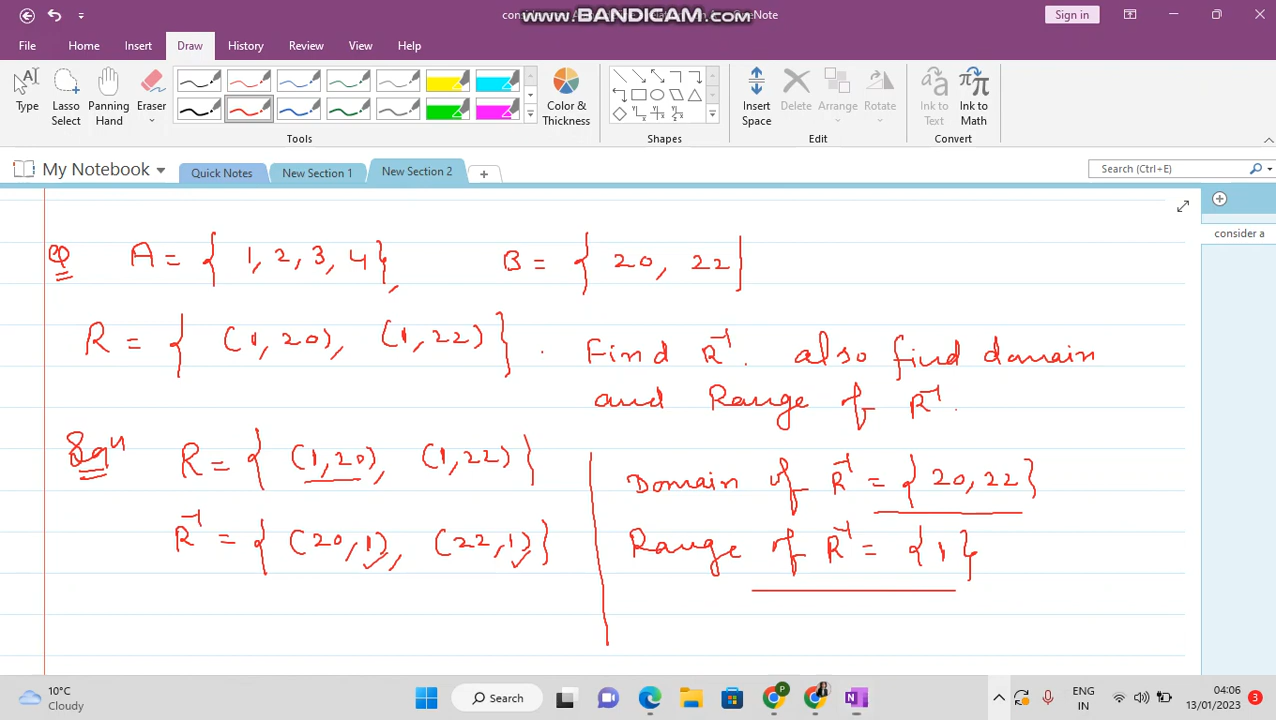 consider a
www.BANDICAM.com
OneNote
Sign in
File Home Insert Draw History Review View Help
Type
Lasso Select
Panning Hand
Eraser
Color & Thickness
Insert Space
Delete
Arrange
Rotate
Ink to Text
Ink to Math
Tools
Shapes
Edit
Convert
My Notebook
Quick Notes
New Section 1
New Section 2
Search (Ctrl+E)
consider a
A = { 1, 2, 3, 4 }, B = { 20, 22 }
R = { (1, 20), (1, 22) } . Find R⁻¹. also find domain
and Range of R⁻¹.
Solⁿ R = { (1,20), (1,22) }
R⁻¹ = { (20,1), (22,1) }
Domain of R⁻¹ = { 20, 22 }
Range of R⁻¹ = { 1 }
10°C
Cloudy
Search
ENG
IN
04:06
13/01/2023
3